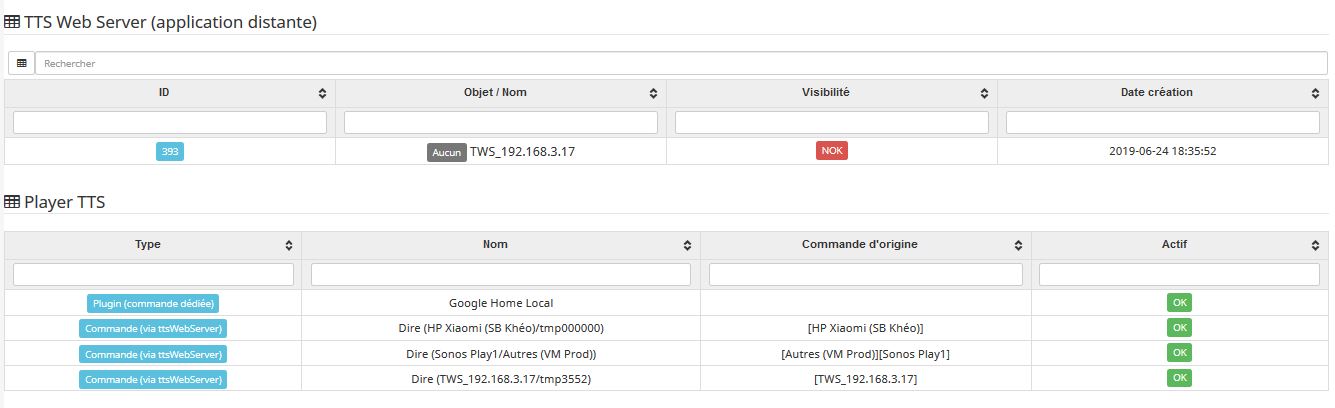 TTS Web Server (application distante)
Rechercher
ID Objet / Nom Visibilité Date création
393 Aucun TWS_192.168.3.17 NOK 2019-06-24 18:35:52
Player TTS
Type Nom Commande d'origine Actif
Plugin (commande dédiée) Google Home Local OK
Commande (via ttsWebServer) Dire (HP Xiaomi (SB Khéo)/tmp000000) [HP Xiaomi (SB Khéo)] OK
Commande (via ttsWebServer) Dire (Sonos Play1/Autres (VM Prod)) [Autres (VM Prod)][Sonos Play1] OK
Commande (via ttsWebServer) Dire (TWS_192.168.3.17/tmp3552) [TWS_192.168.3.17] OK